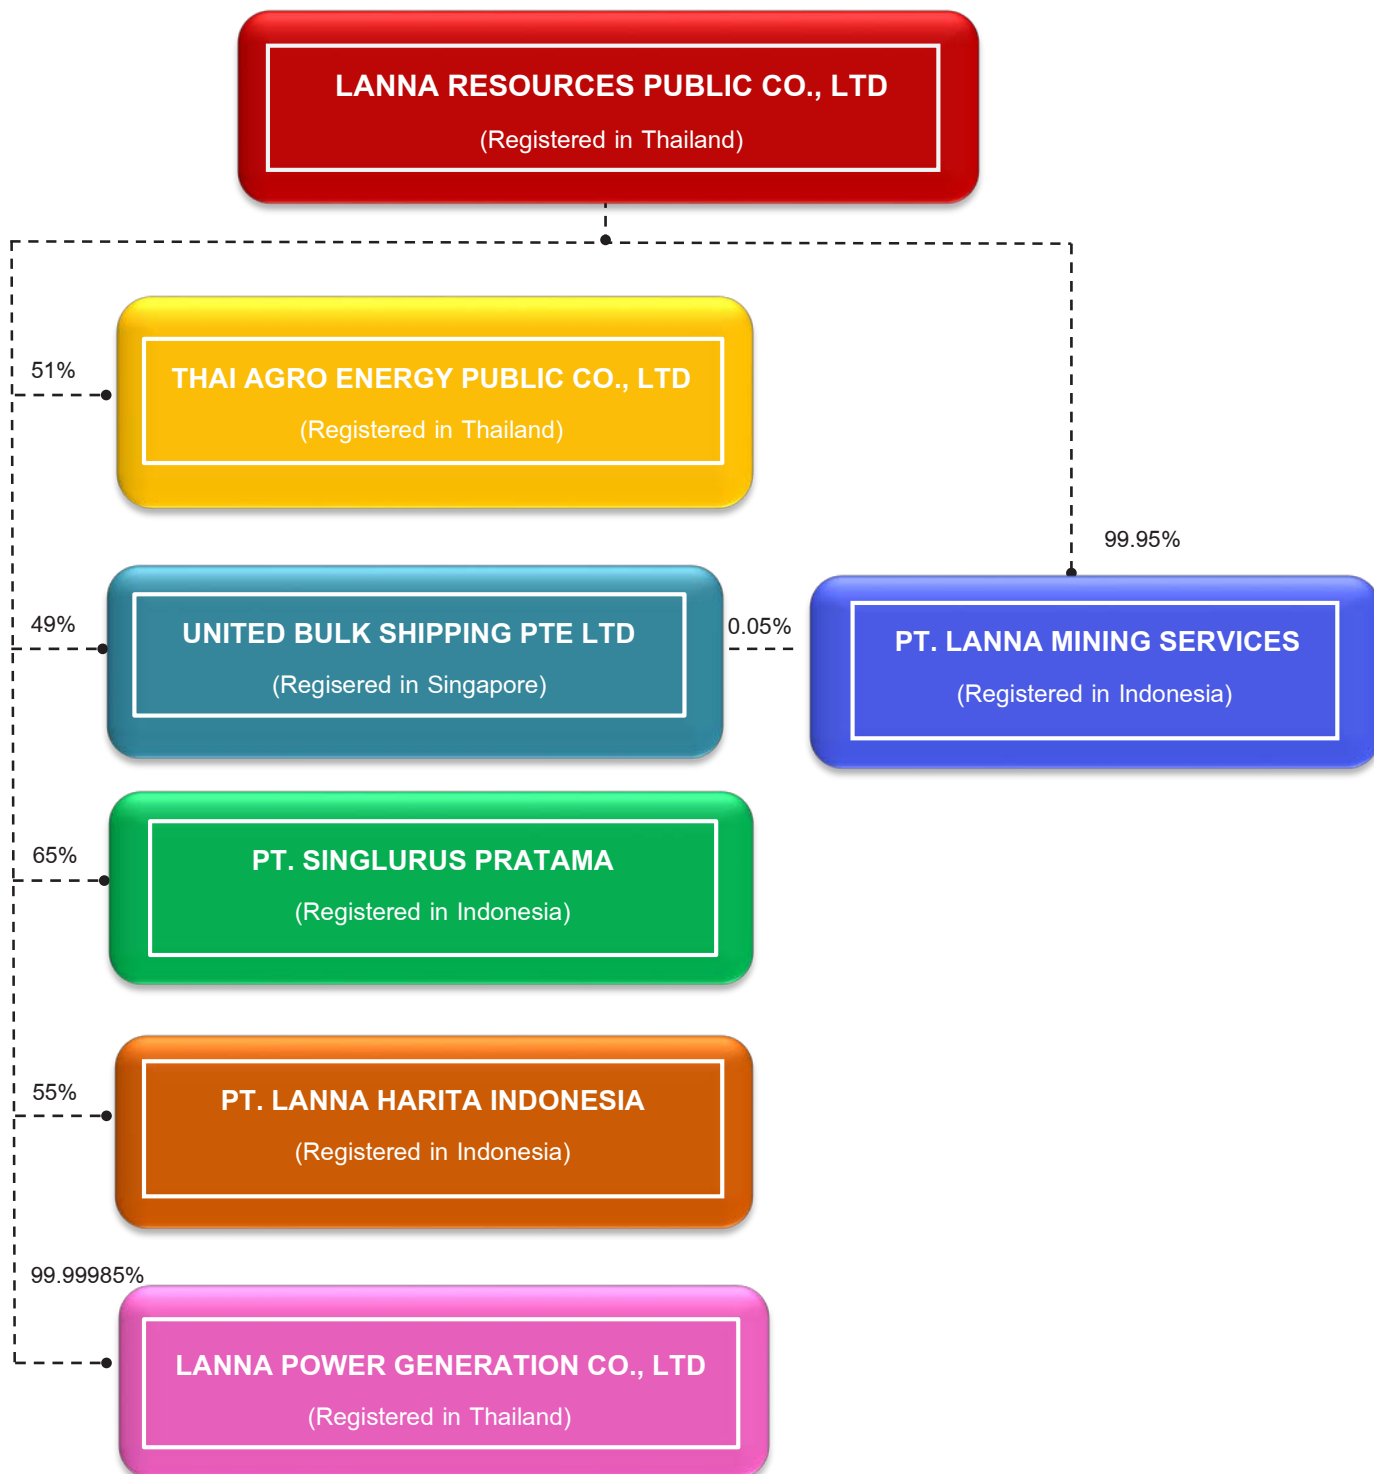 LANNA RESOURCES PUBLIC CO., LTD
(Registered in Thailand)
51%
THAI AGRO ENERGY PUBLIC CO., LTD
(Registered in Thailand)
99.95%
49%
UNITED BULK SHIPPING PTE LTD
(Regisered in Singapore)
0.05%
PT. LANNA MINING SERVICES
(Registered in Indonesia)
65%
PT. SINGLURUS PRATAMA
(Registered in Indonesia)
55%
PT. LANNA HARITA INDONESIA
(Registered in Indonesia)
99.99985%
LANNA POWER GENERATION CO., LTD
(Registered in Thailand)